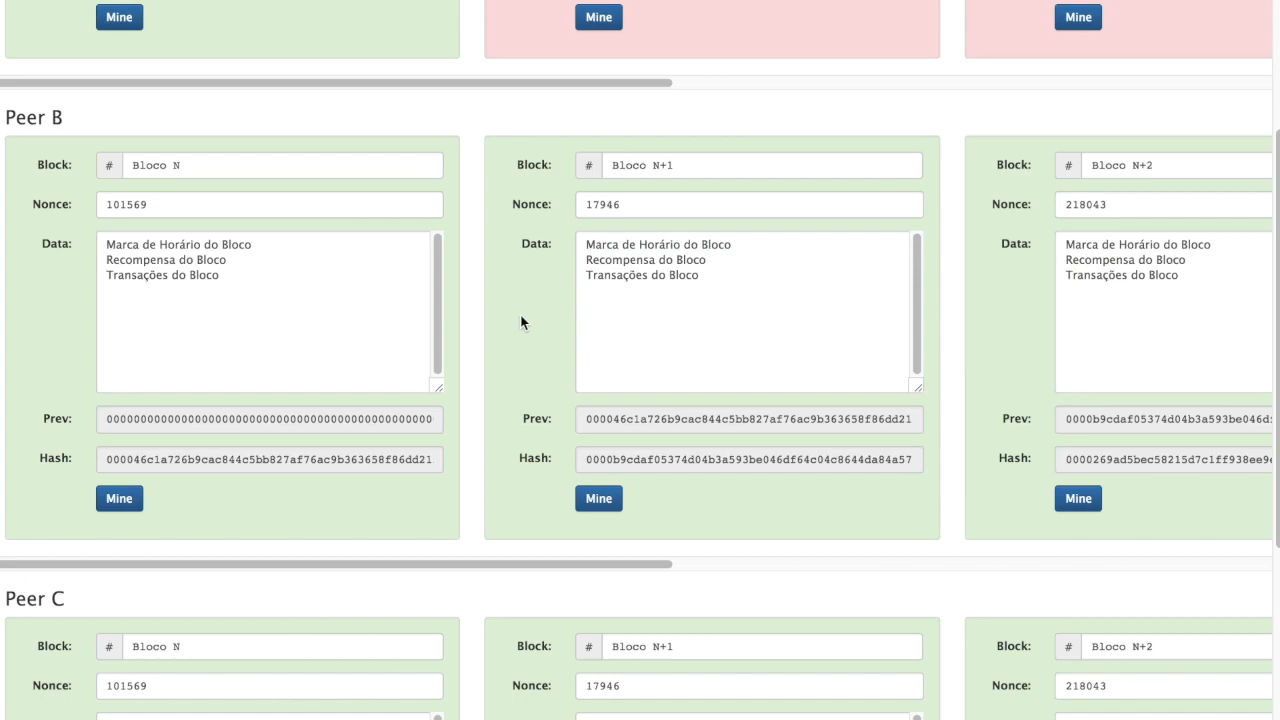 Mine Mine Mine
Peer B
Block: # Bloco N Block: # Bloco N+1 Block: # Bloco N+2
Nonce: 101569 Nonce: 17946 Nonce: 218043
Data: Marca de Horário do Bloco Data: Marca de Horário do Bloco Data: Marca de Horário do Bloco
Recompensa do Bloco Recompensa do Bloco Recompensa do Bloco
Transações do Bloco Transações do Bloco Transações do Bloco
Prev: 00000000000000000000000000000000000000000000000 Prev: 000046c1a726b9cac844c5bb827af76ac9b363658f86dd21 Prev: 0000b9cdaf05374d04b3a593be046d
Hash: 000046c1a726b9cac844c5bb827af76ac9b363658f86dd21 Hash: 0000b9cdaf05374d04b3a593be046df64c04c8644da84a57 Hash: 0000269ad5bec58215d7c1ff938ee9
Mine Mine Mine
Peer C
Block: # Bloco N Block: # Bloco N+1 Block: # Bloco N+2
Nonce: 101569 Nonce: 17946 Nonce: 218043